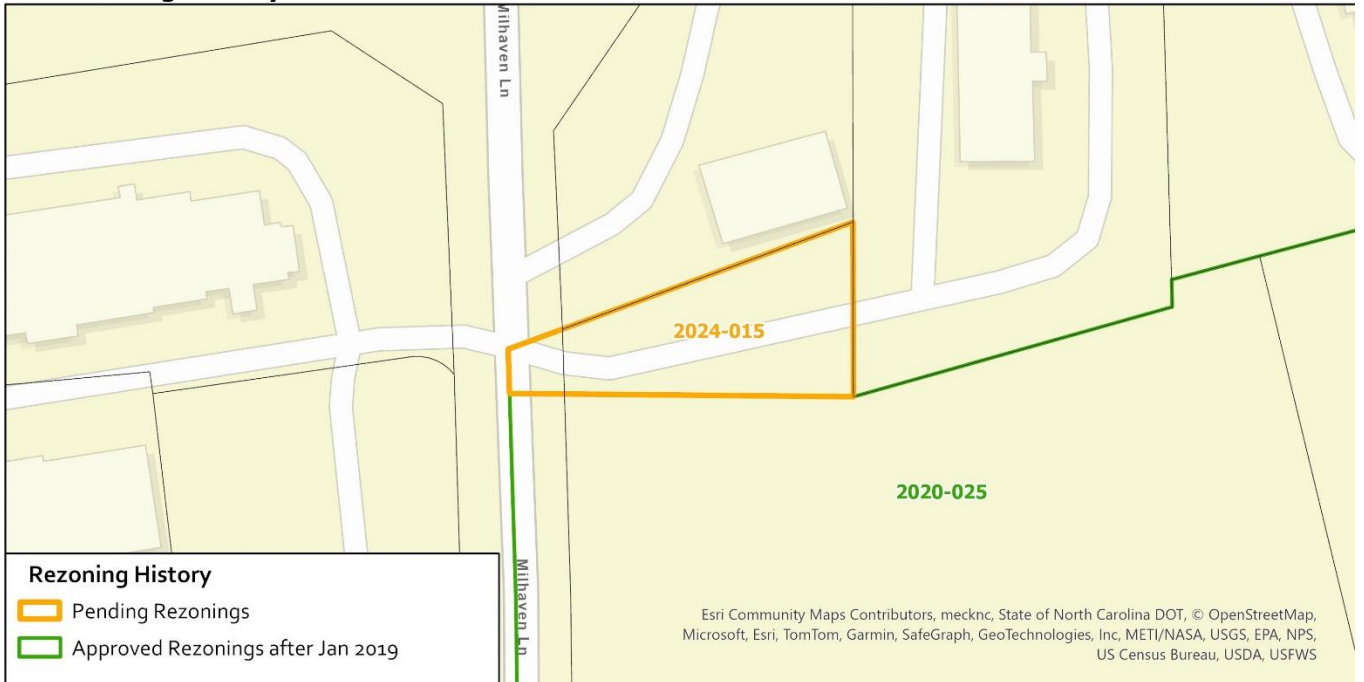 Milhaven Ln
2024-015
2020-025
Milhaven Ln
Rezoning History
Pending Rezonings
Approved Rezonings after Jan 2019
Esri Community Maps Contributors, mecknc, State of North Carolina DOT, © OpenStreetMap,
Microsoft, Esri, TomTom, Garmin, SafeGraph, GeoTechnologies, Inc, METI/NASA, USGS, EPA, NPS,
US Census Bureau, USDA, USFWS